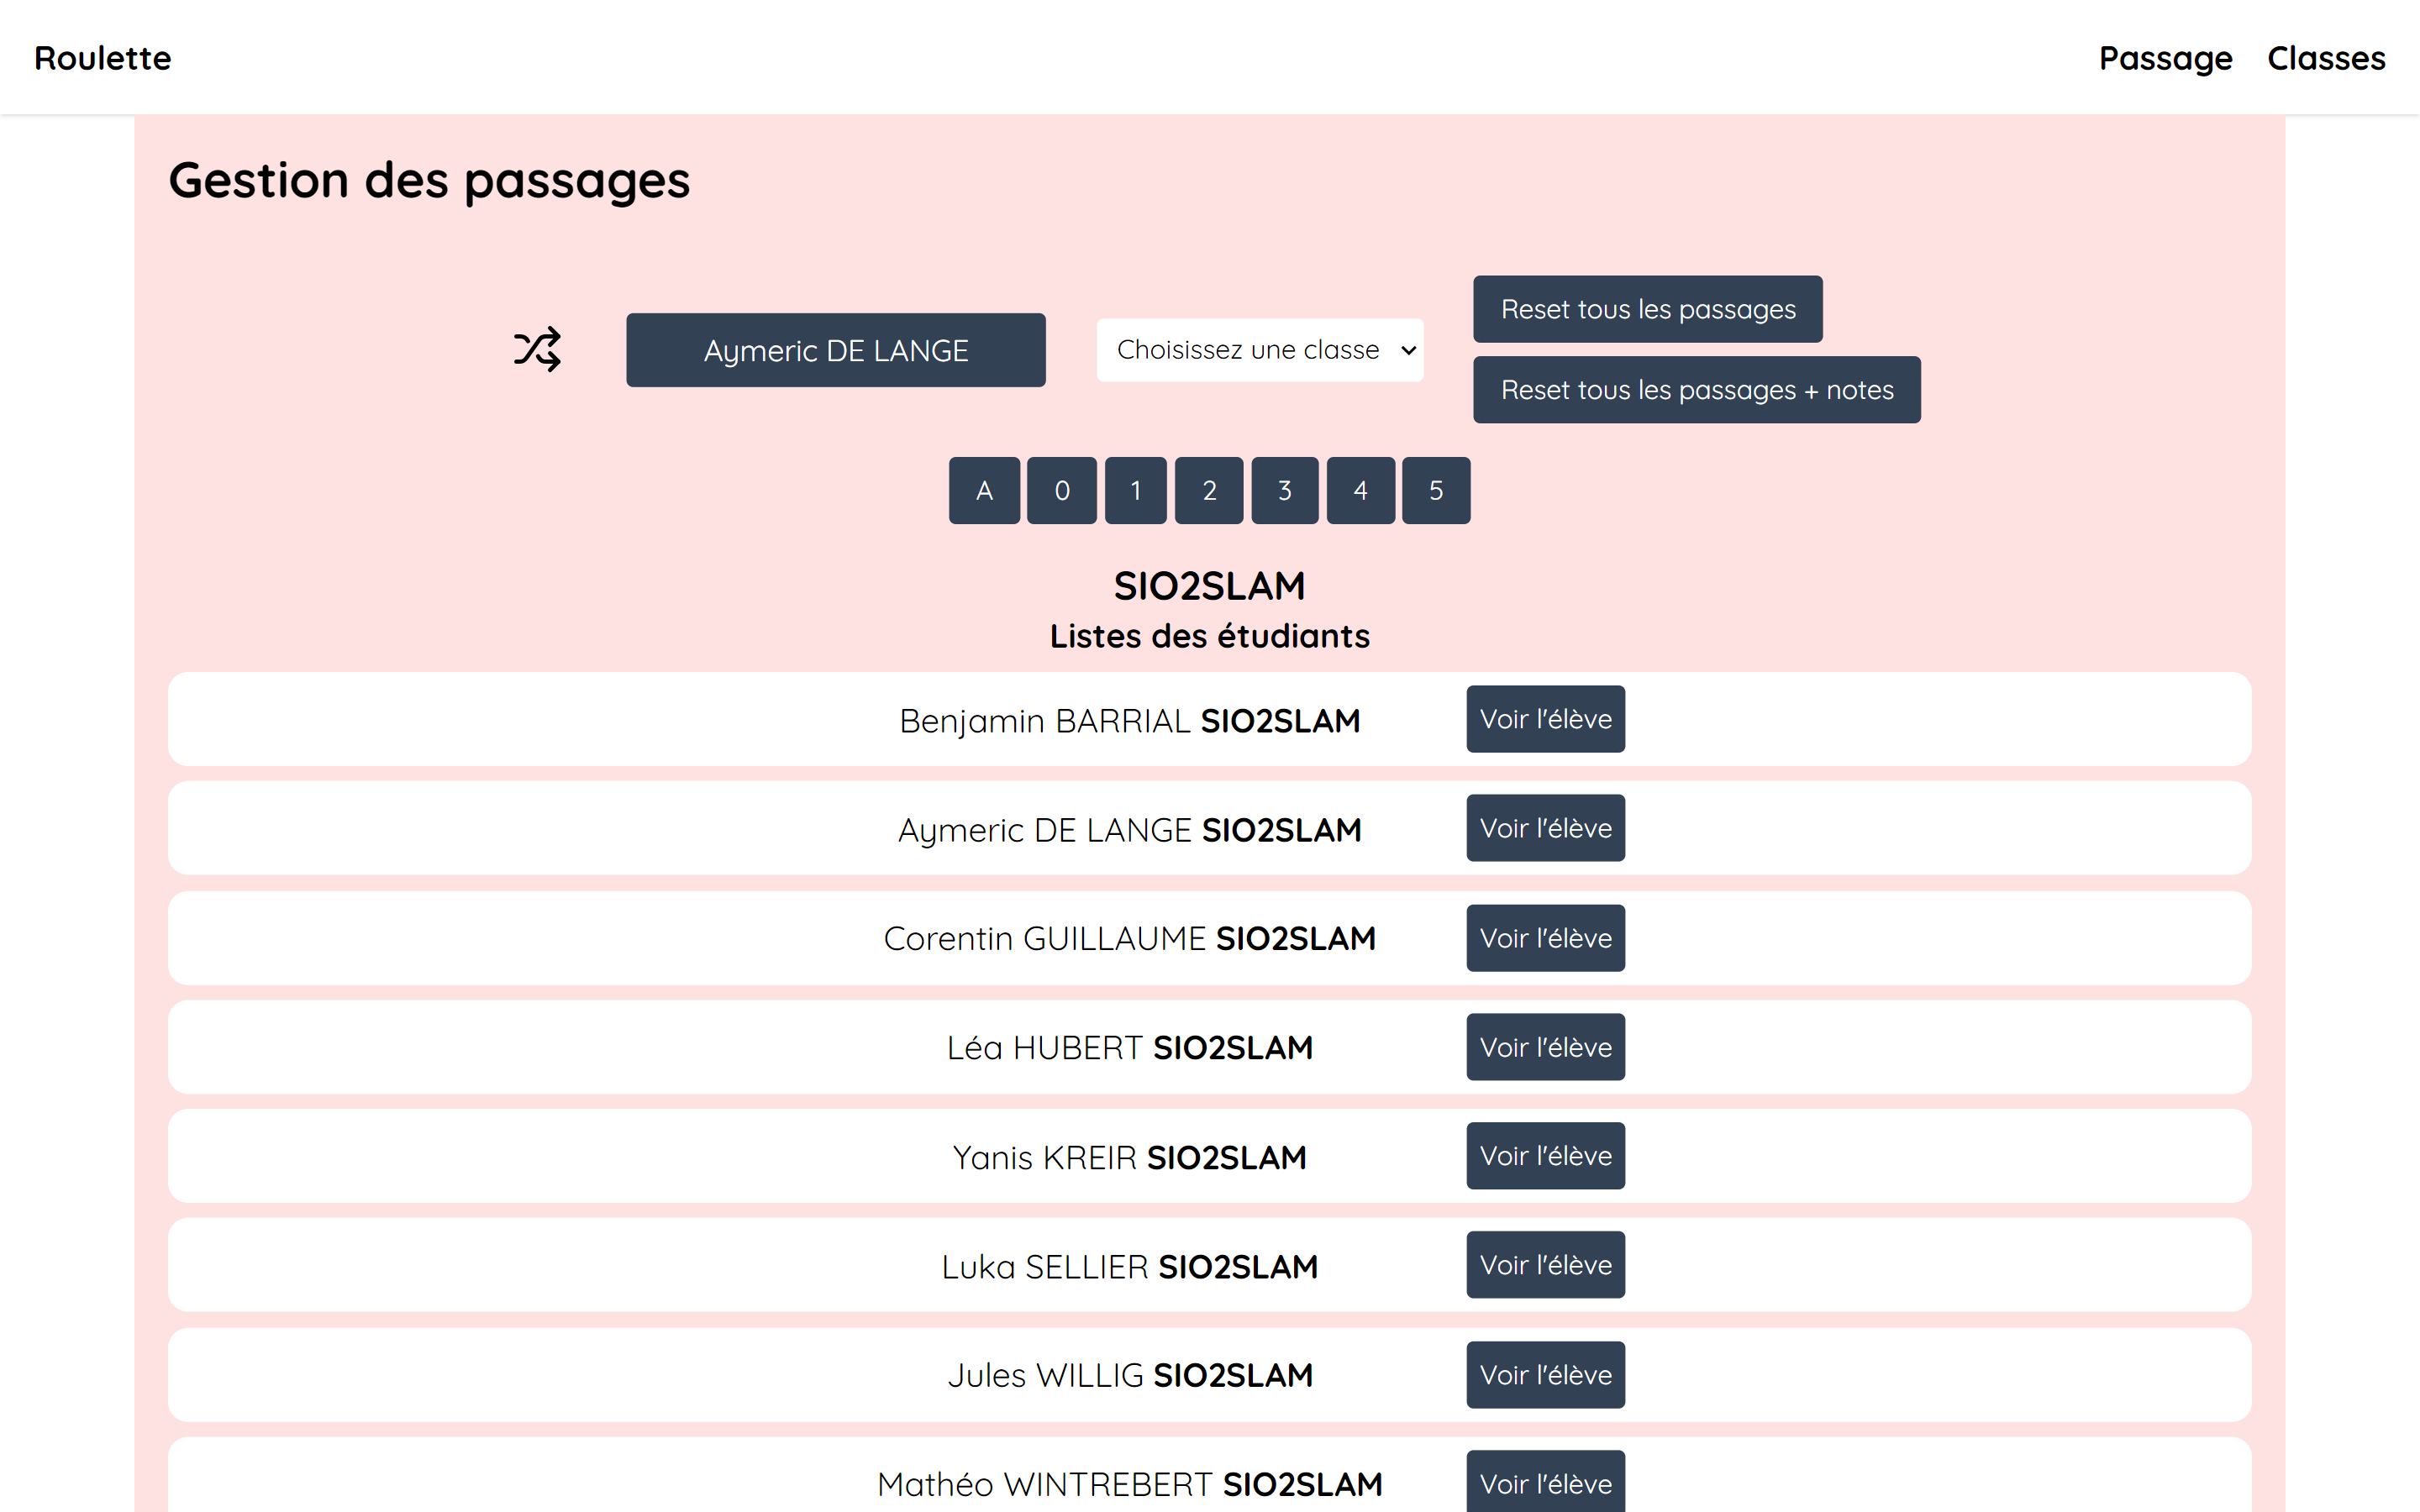 Roulette
Passage Classes
Gestion des passages
Aymeric DE LANGE
Choisissez une classe
Reset tous les passages
Reset tous les passages + notes
A 0 1 2 3 4 5
SIO2SLAM
Listes des étudiants
Benjamin BARRIAL SIO2SLAM Voir l'élève
Aymeric DE LANGE SIO2SLAM Voir l'élève
Corentin GUILLAUME SIO2SLAM Voir l'élève
Léa HUBERT SIO2SLAM Voir l'élève
Yanis KREIR SIO2SLAM Voir l'élève
Luka SELLIER SIO2SLAM Voir l'élève
Jules WILLIG SIO2SLAM Voir l'élève
Mathéo WINTREBERT SIO2SLAM Voir l'élève